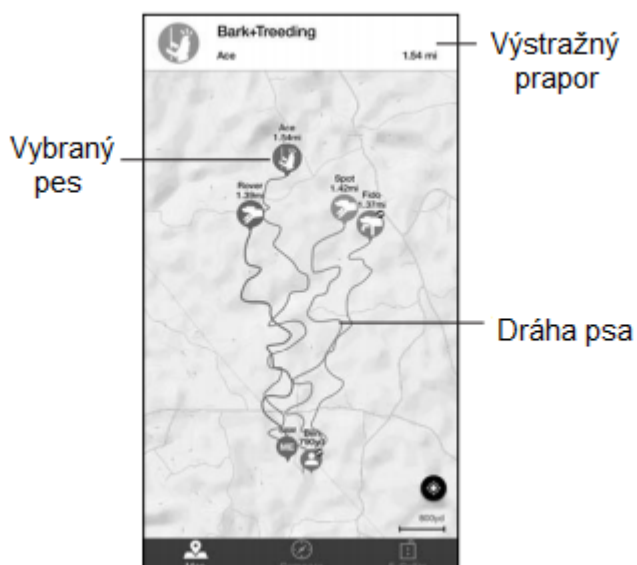 Bark+Treeding
Ace
1.54 mi
Výstražný
prapor
Vybraný
pes
Ace
1.54mi
Rover
1.39mi
Spot
1.42mi
Fido
1.37mi
Dráha psa
ME
Ben
790yd
800yd